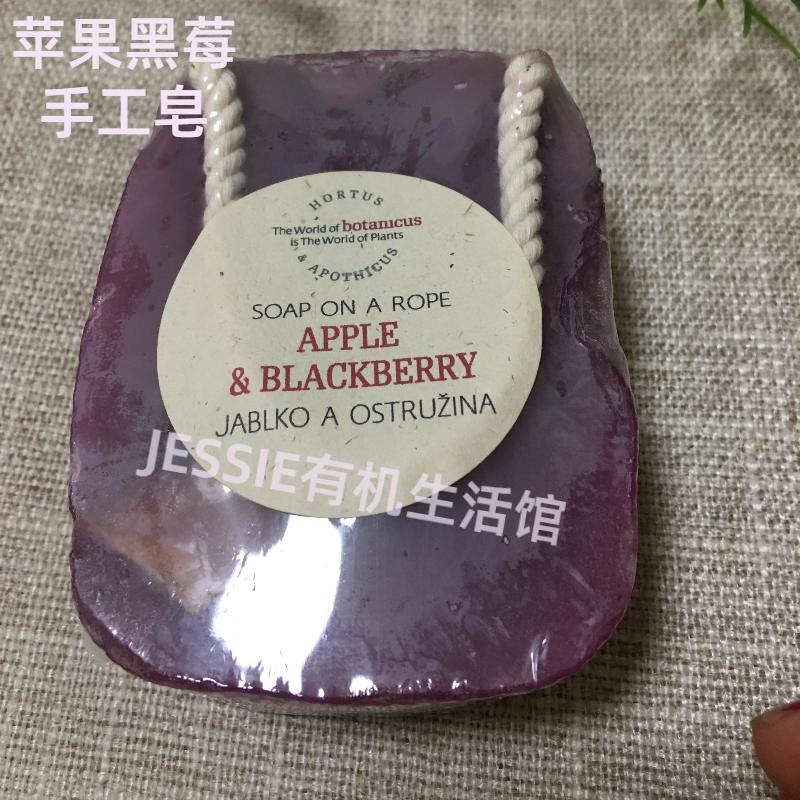 苹果黑莓
手工皂
HORTUS
The World of botanicus
is The World of Plants
& APOTHICUS
SOAP ON A ROPE
APPLE
& BLACKBERRY
JABLKO A OSTRUŽINA
JESSIE有机生活馆